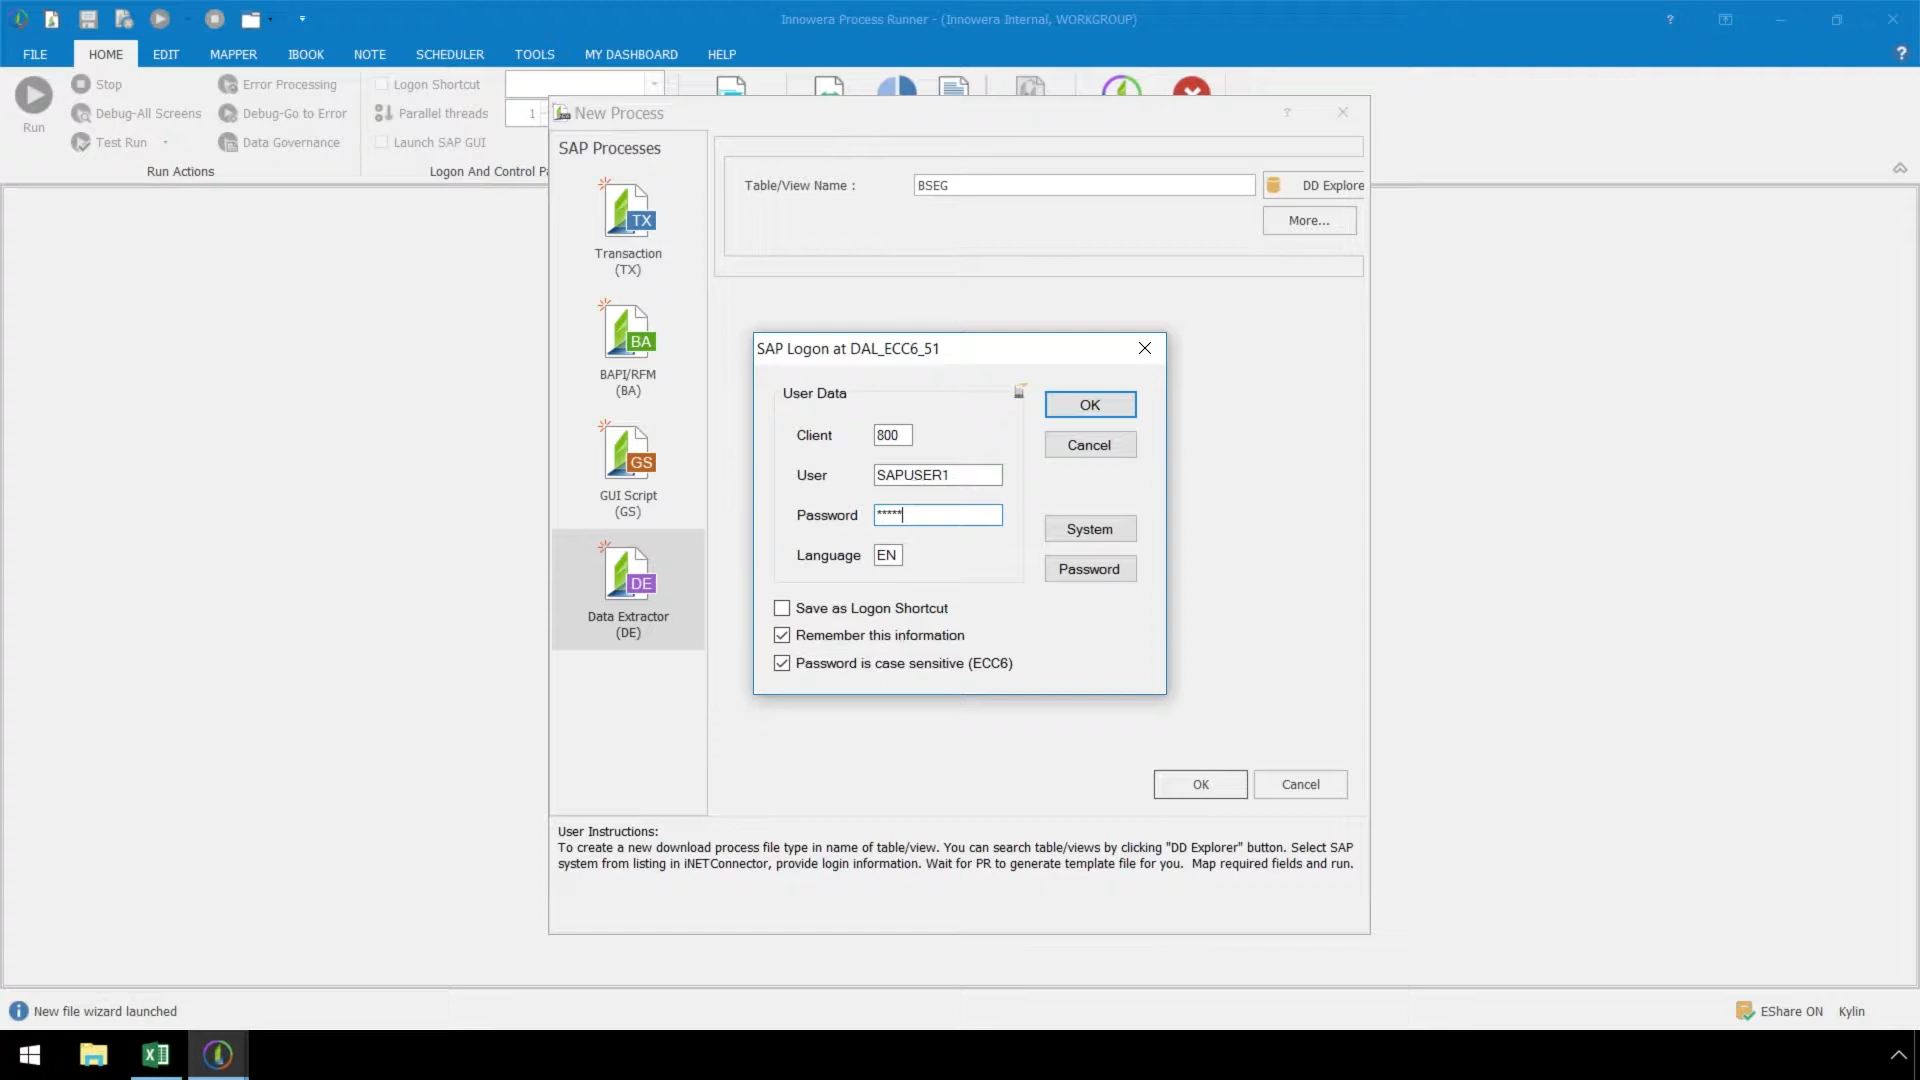 Innowera Process Runner - (Innowera Internal, WORKGROUP)
?
FILE HOME EDIT MAPPER IBOOK NOTE SCHEDULER TOOLS MY DASHBOARD HELP
?
Run
Stop
Debug-All Screens
Test Run
Error Processing
Debug-Go to Error
Data Governance
Run Actions
Logon Shortcut
Parallel threads 1
Launch SAP GUI
Logon And Control Pa
New Process
?
SAP Processes
TX
Transaction
(TX)
BA
BAPI/RFM
(BA)
GS
GUI Script
(GS)
DE
Data Extractor
(DE)
Table/View Name : BSEG
DD Explore
More...
SAP Logon at DAL_ECC6_51
User Data
Client 800
User SAPUSER1
Password *****
Language EN
OK
Cancel
System
Password
Save as Logon Shortcut
Remember this information
Password is case sensitive (ECC6)
OK
Cancel
User Instructions:
To create a new download process file type in name of table/view. You can search table/views by clicking "DD Explorer" button. Select SAP
system from listing in iNETConnector, provide login information. Wait for PR to generate template file for you. Map required fields and run.
New file wizard launched
EShare ON Kylin